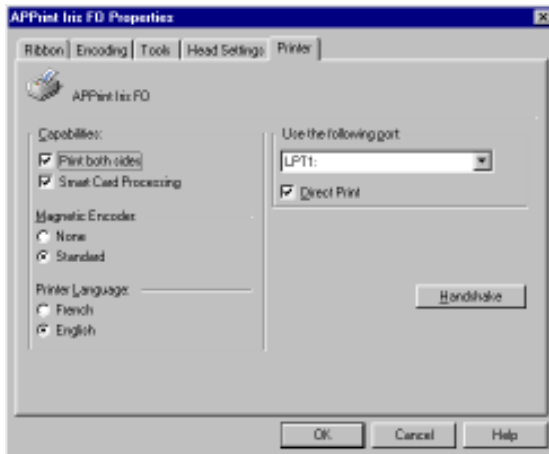 APPrint Iris FO Properties
Ribbon Encoding Tools Head Settings Printer
APPrint Iris FO
Capabilities:
Print both sides
Smart Card Processing
Magnetic Encoder:
None
Standard
Printer Language:
French
English
Use the following port
LPT1:
Direct Print
Handshake
OK Cancel Help